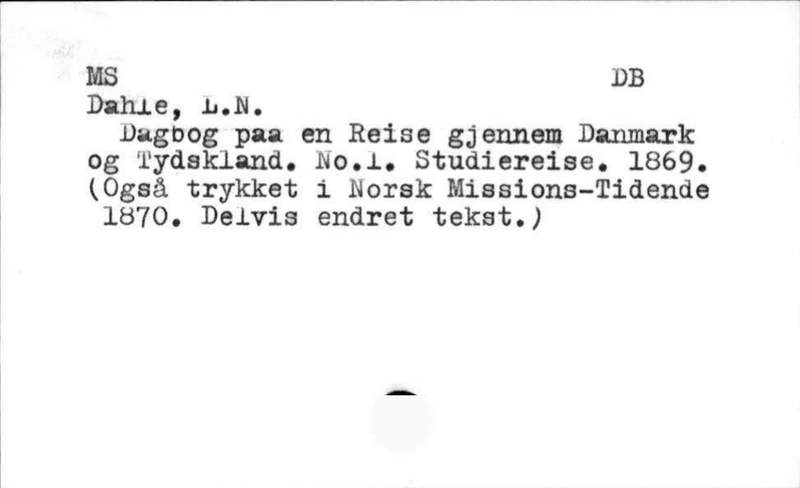 MS DB
Dahle, L.N.
Dagbog paa en Reise gjennem Danmark
og Tydskland. No.1. Studiereise. 1869.
(Også trykket i Norsk Missions-Tidende
1870. Delvis endret tekst.)